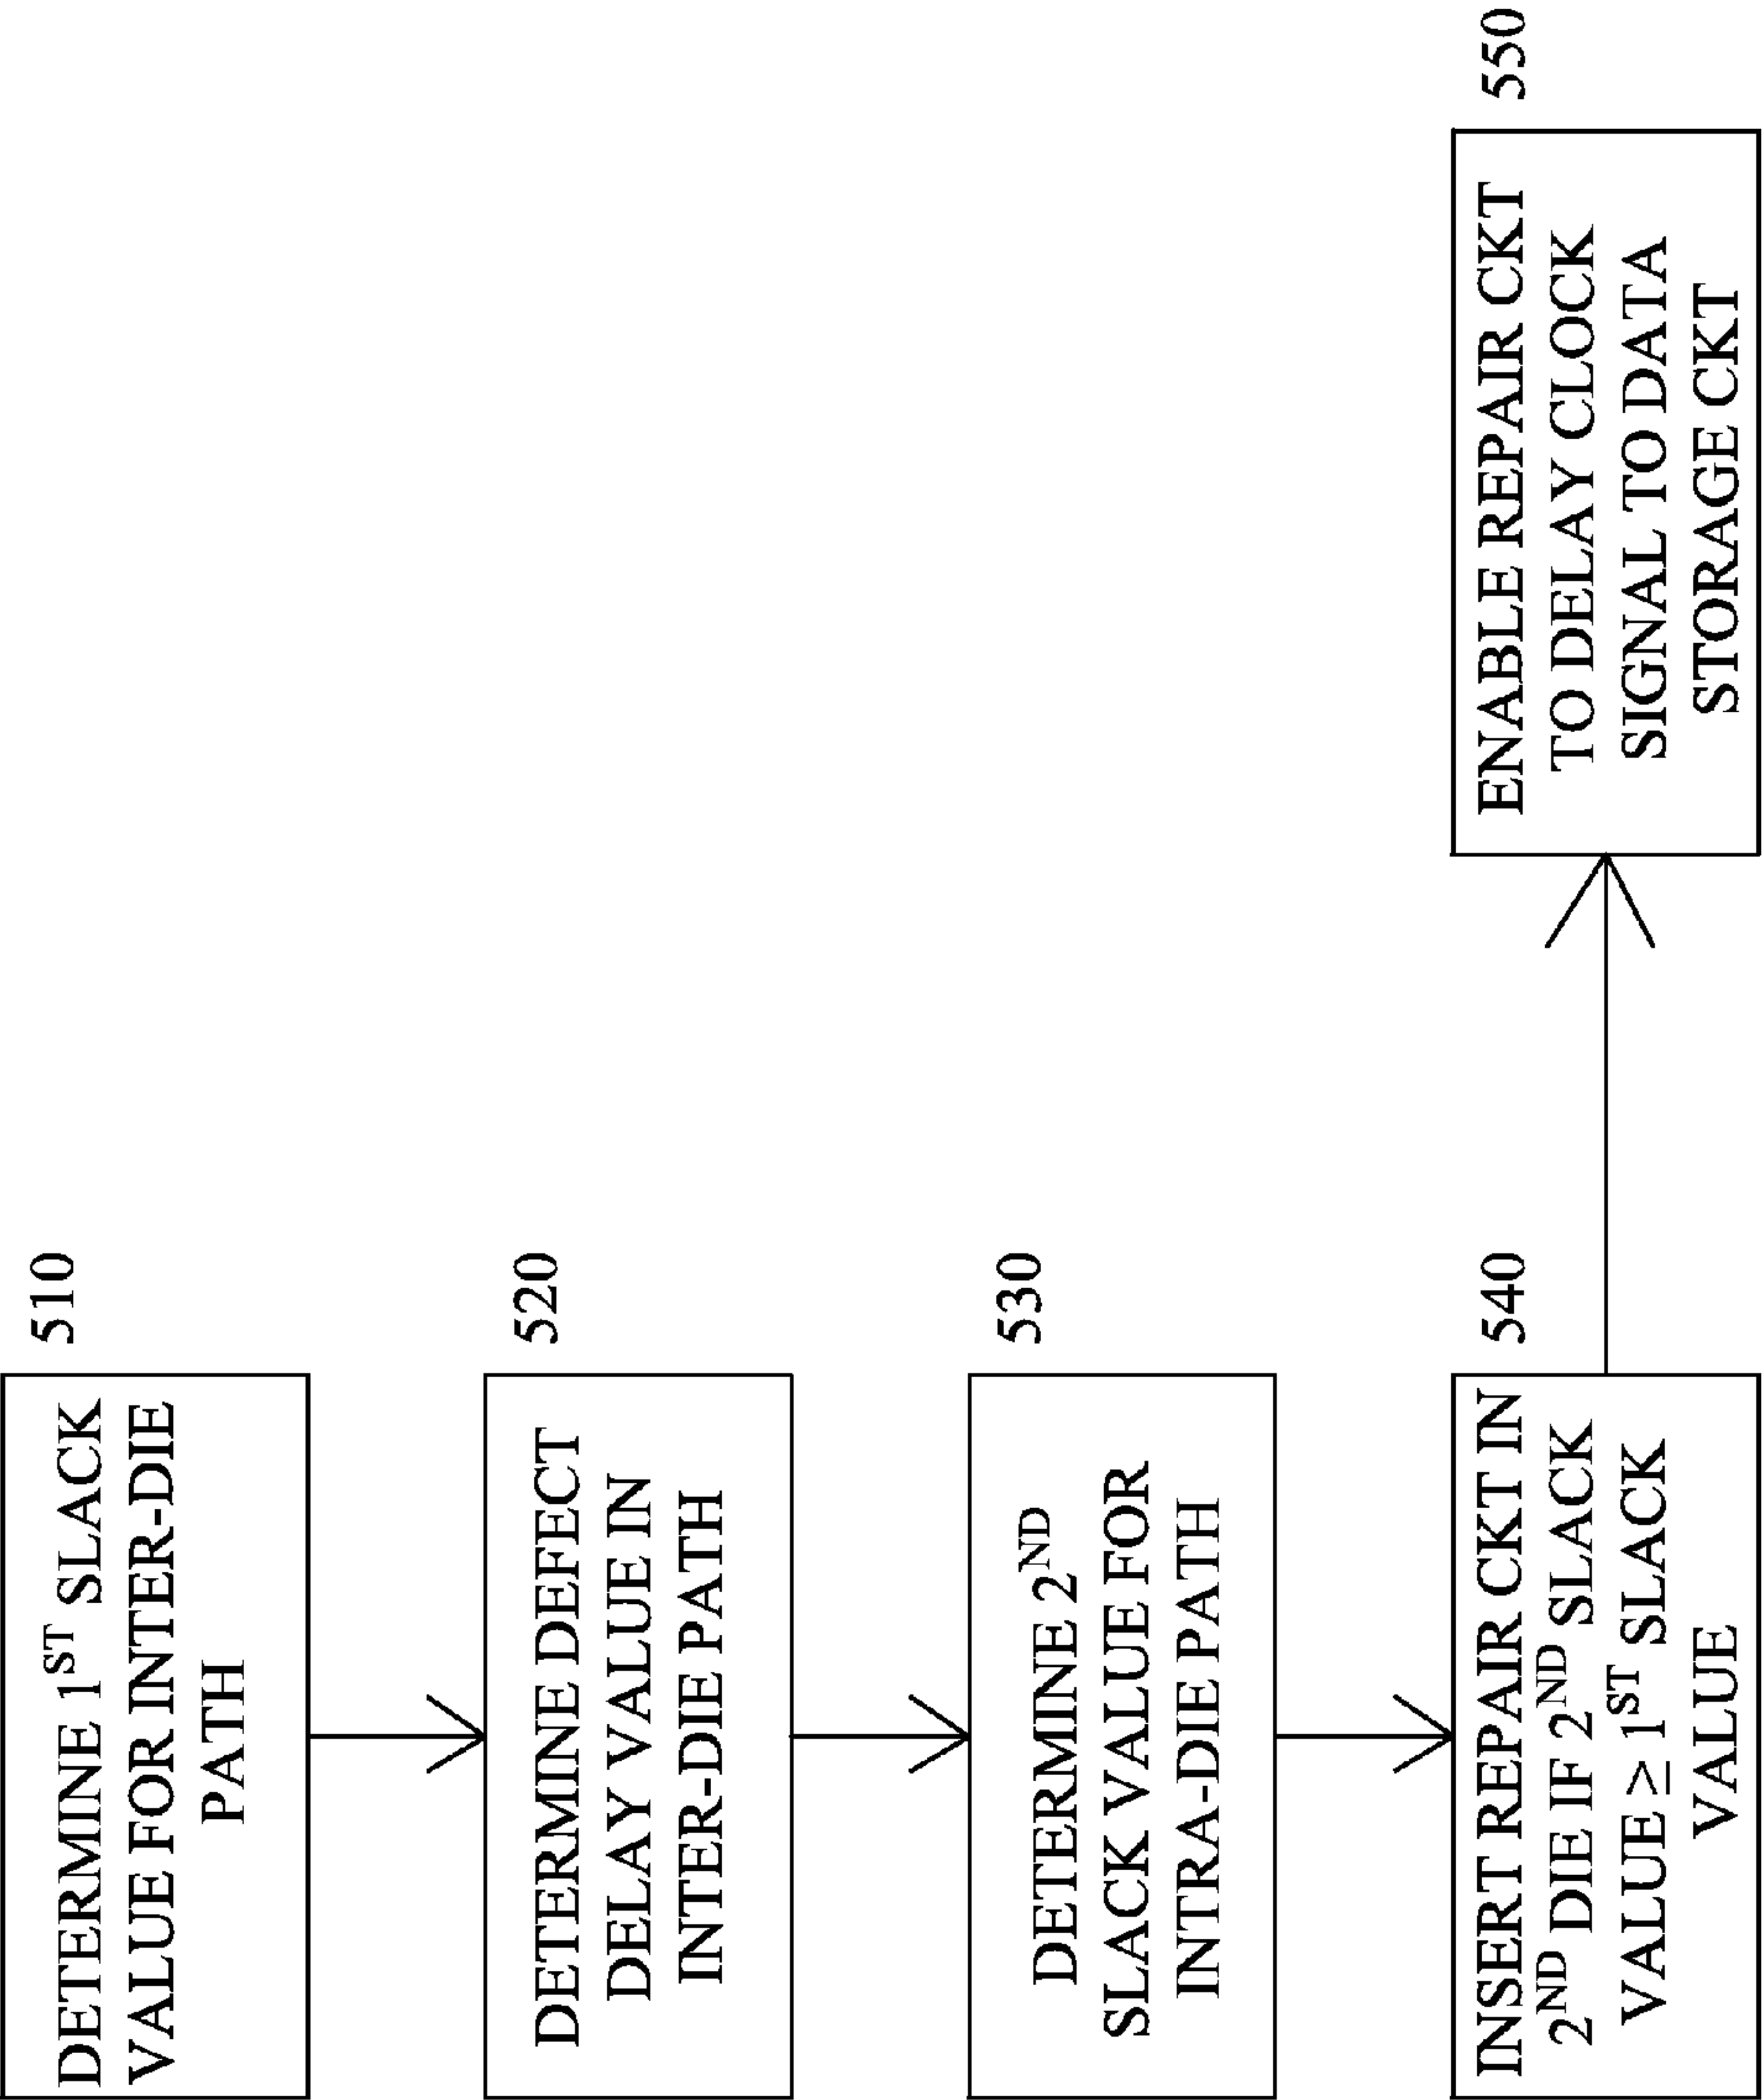 510
DETERMINE 1ST SLACK
VALUE FOR INTER-DIE
PATH
520
DETERMINE DEFECT
DELAY VALUE IN
INTER-DIE PATH
530
DETERMINE 2ND
SLACK VALUE FOR
INTRA-DIE PATH
540
INSERT REPAIR CKT IN
2ND DIE IF 2ND SLACK
VALUE ≥ 1ST SLACK
VALUE
550
ENABLE REPAIR CKT
TO DELAY CLOCK
SIGNAL TO DATA
STORAGE CKT